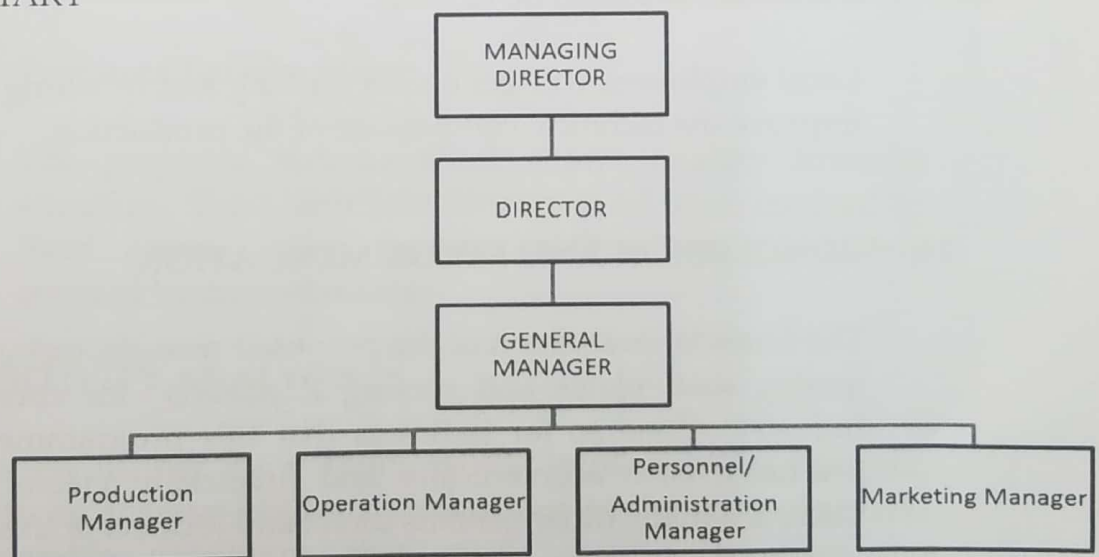 MANAGING
DIRECTOR
DIRECTOR
GENERAL
MANAGER
Production
Manager
Operation Manager
Personnel/
Administration
Manager
Marketing Manager